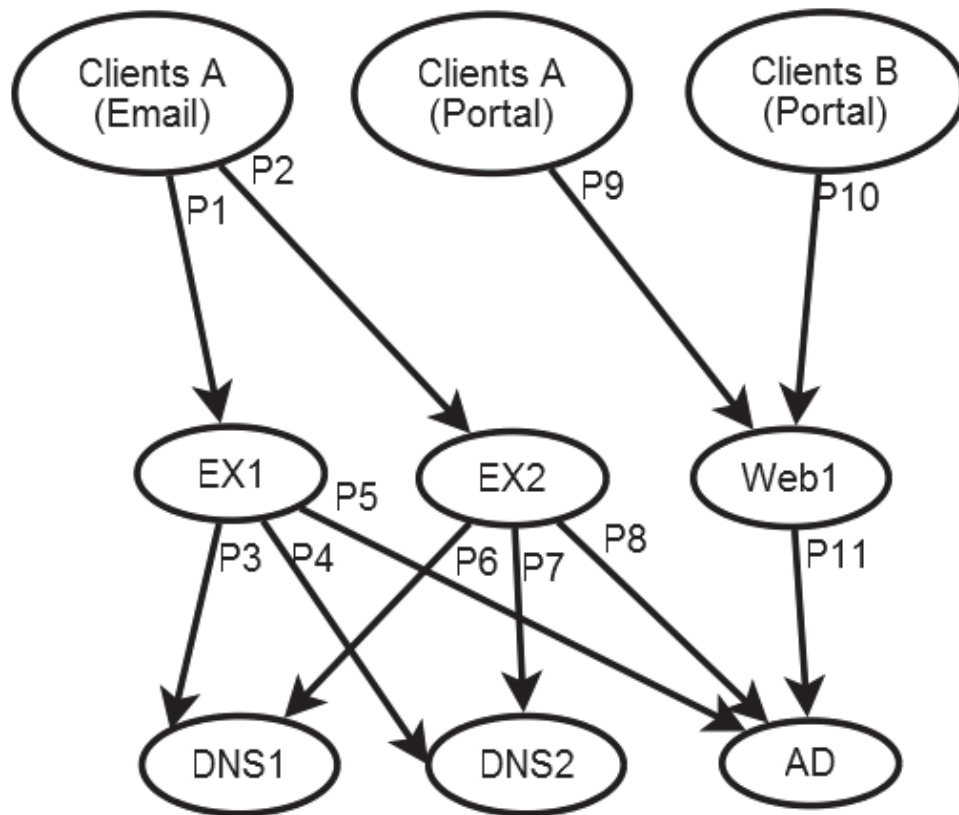 Clients A
(Email)
Clients A
(Portal)
Clients B
(Portal)
P1
P2
P9
P10
EX1
EX2
Web1
P3
P4
P5
P6
P7
P8
P11
DNS1
DNS2
AD